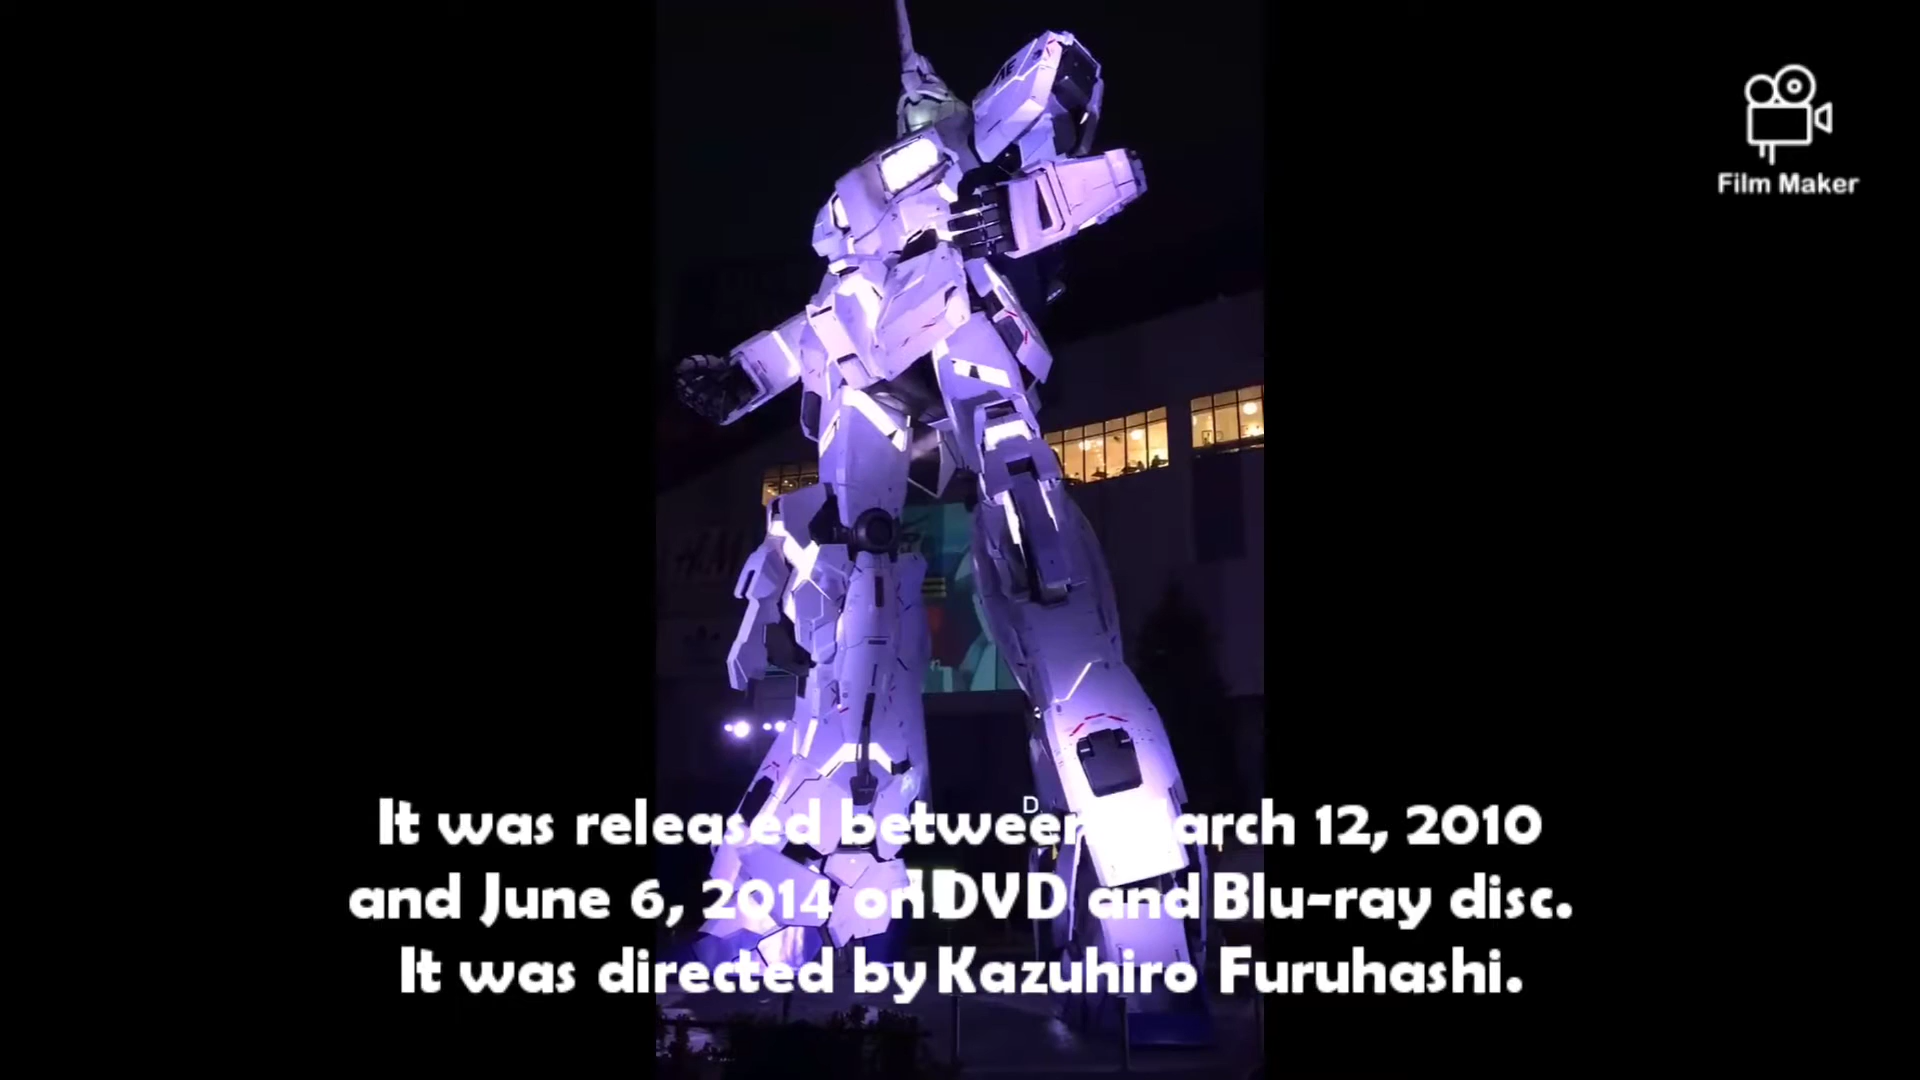 Film Maker
It was released between March 12, 2010
and June 6, 2014 on DVD and Blu-ray disc.
It was directed by Kazuhiro Furuhashi.